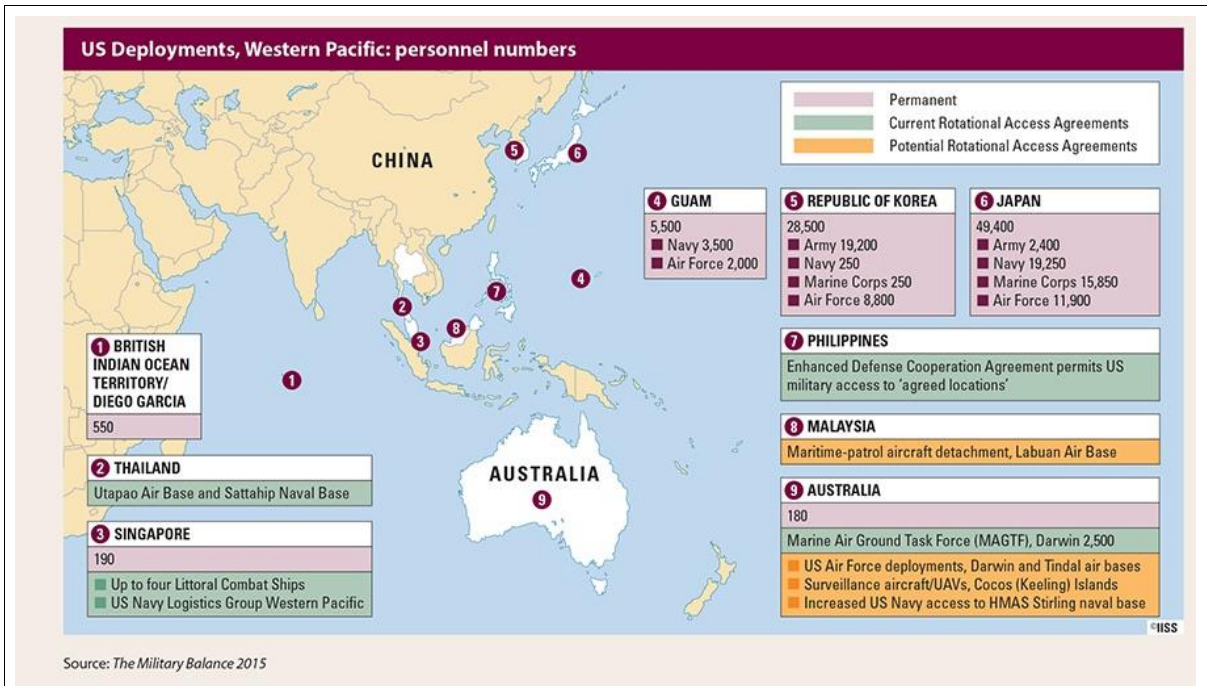 US Deployments, Western Pacific: personnel numbers
Permanent
Current Rotational Access Agreements
Potential Rotational Access Agreements
CHINA
AUSTRALIA
5
6
4
7
2
8
3
1
9
1 BRITISH
INDIAN OCEAN
TERRITORY/
DIEGO GARCIA
550
2 THAILAND
Utapao Air Base and Sattahip Naval Base
3 SINGAPORE
190
Up to four Littoral Combat Ships
US Navy Logistics Group Western Pacific
4 GUAM
5,500
Navy 3,500
Air Force 2,000
5 REPUBLIC OF KOREA
28,500
Army 19,200
Navy 250
Marine Corps 250
Air Force 8,800
6 JAPAN
49,400
Army 2,400
Navy 19,250
Marine Corps 15,850
Air Force 11,900
7 PHILIPPINES
Enhanced Defense Cooperation Agreement permits US
military access to ‘agreed locations’
8 MALAYSIA
Maritime-patrol aircraft detachment, Labuan Air Base
9 AUSTRALIA
180
Marine Air Ground Task Force (MAGTF), Darwin 2,500
US Air Force deployments, Darwin and Tindal air bases
Surveillance aircraft/UAVs, Cocos (Keeling) Islands
Increased US Navy access to HMAS Stirling naval base
©IISS
Source: The Military Balance 2015